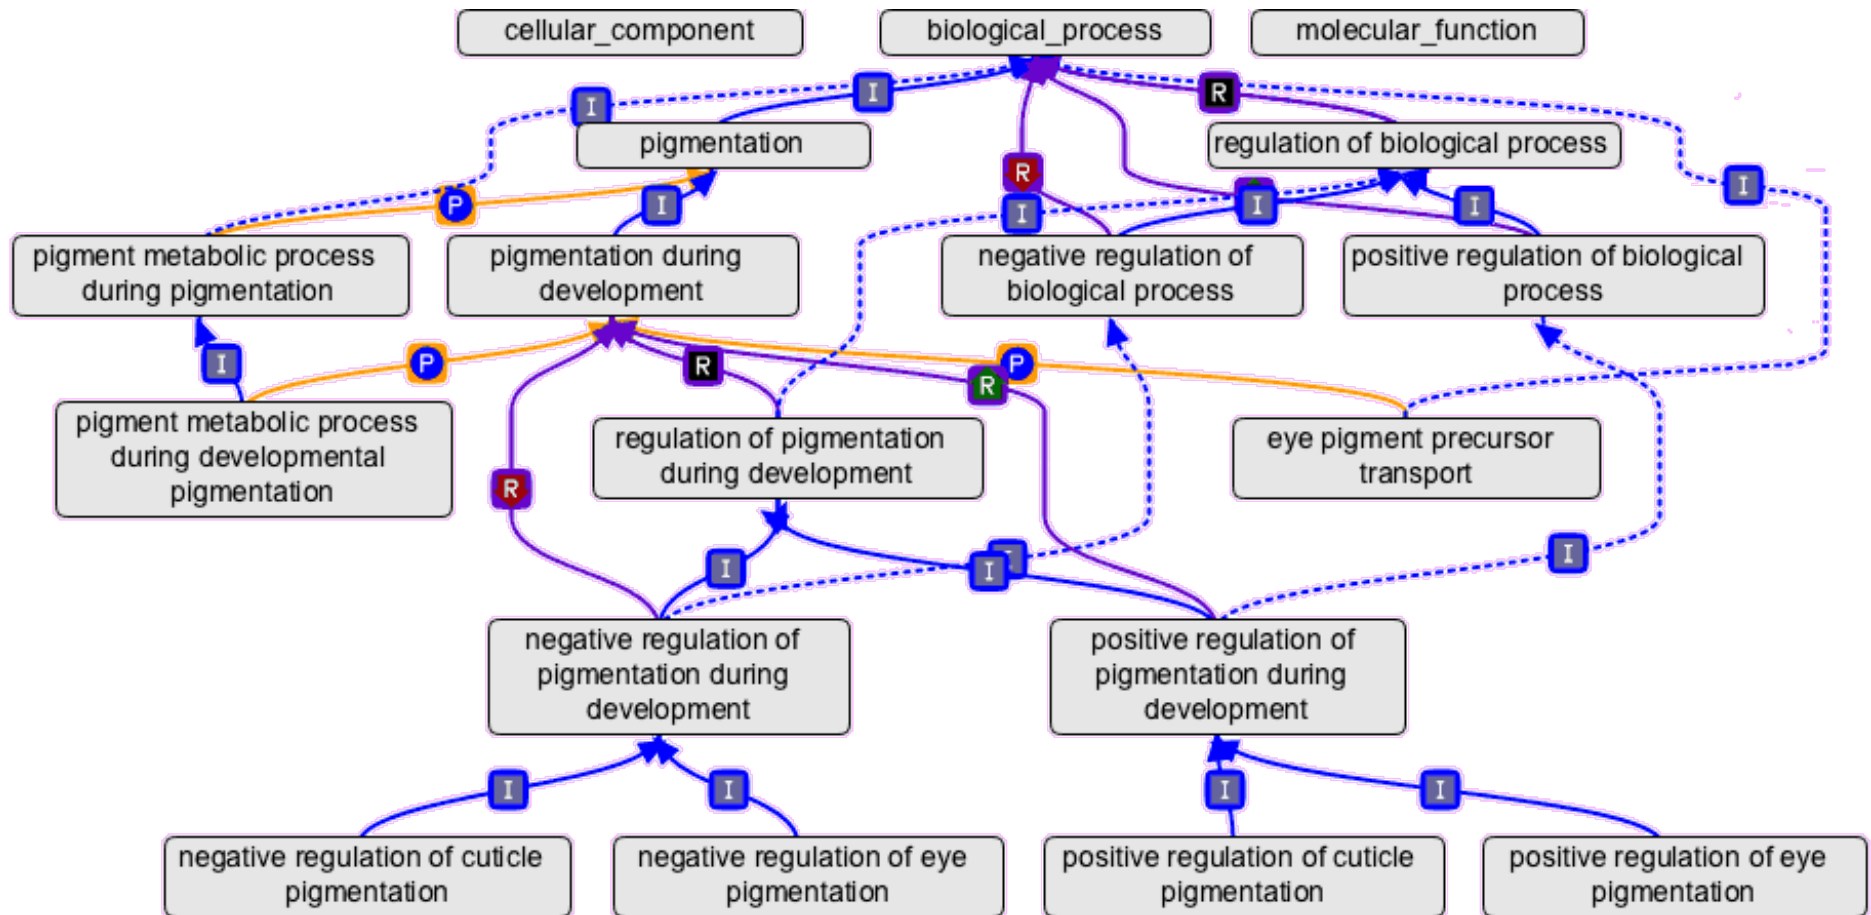 cellular_component
biological_process
molecular_function
I
I
R
pigmentation
regulation of biological process
R
I
P
I
I
I
I
pigment metabolic process
during pigmentation
pigmentation during
development
negative regulation of
biological process
positive regulation of biological
process
I
P
R
P
R
pigment metabolic process
during developmental
pigmentation
regulation of pigmentation
during development
eye pigment precursor
transport
R
I
I
I
I
negative regulation of
pigmentation during
development
positive regulation of
pigmentation during
development
I
I
I
I
negative regulation of cuticle
pigmentation
negative regulation of eye
pigmentation
positive regulation of cuticle
pigmentation
positive regulation of eye
pigmentation